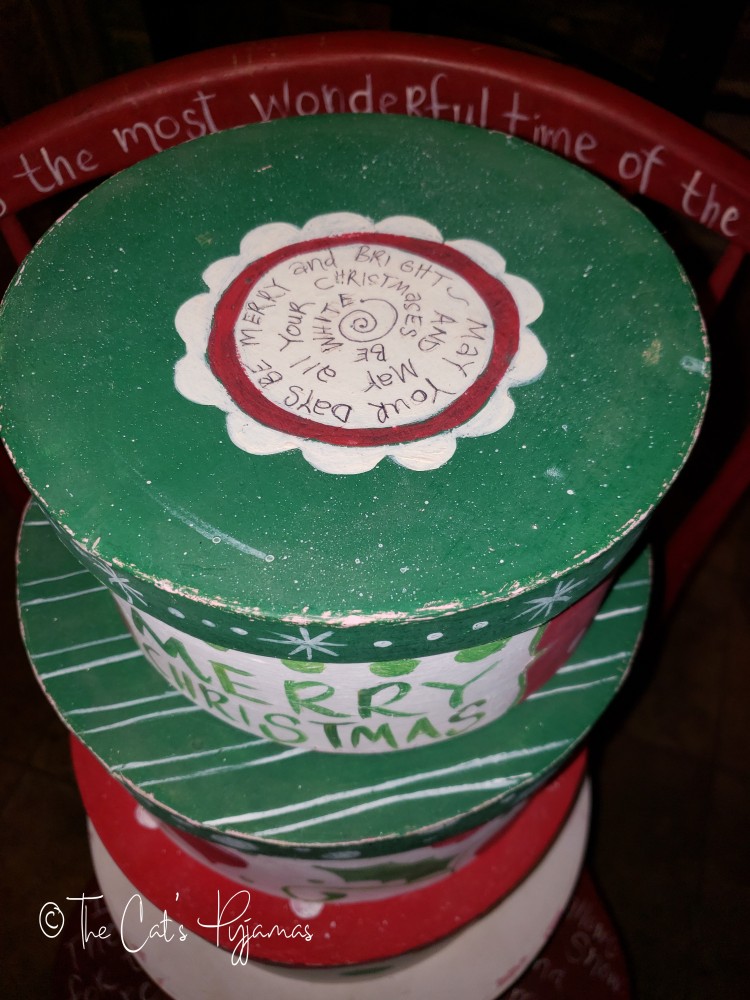 the most wonderful time of the
MAY YOUR DAYS BE MERRY and BRIGHTS
AND MAY all YOUR CHRISTMaSES BE WHITE
MERRY
CHRISTMAS
© The Cat's Pyjamas